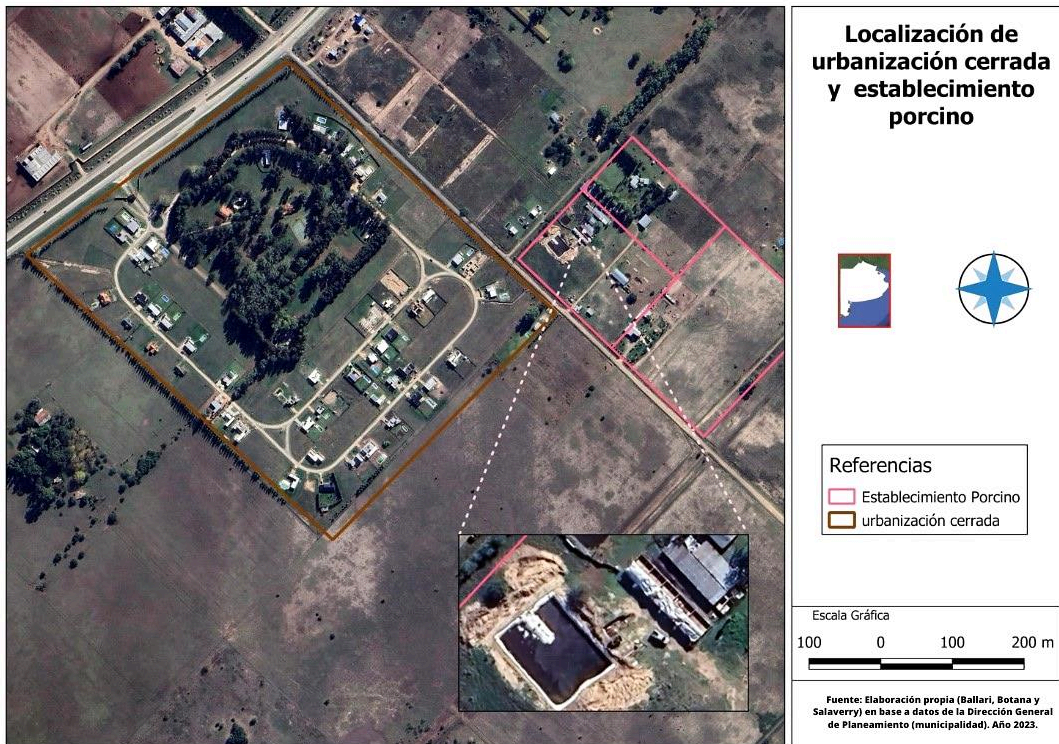 Localización de
urbanización cerrada
y establecimiento
porcino
Referencias
Establecimiento Porcino
urbanización cerrada
Escala Gráfica
100 0 100 200 m
Fuente: Elaboración propia (Ballari, Botana y
Salaverry) en base a datos de la Dirección General
de Planeamiento (municipalidad). Año 2023.